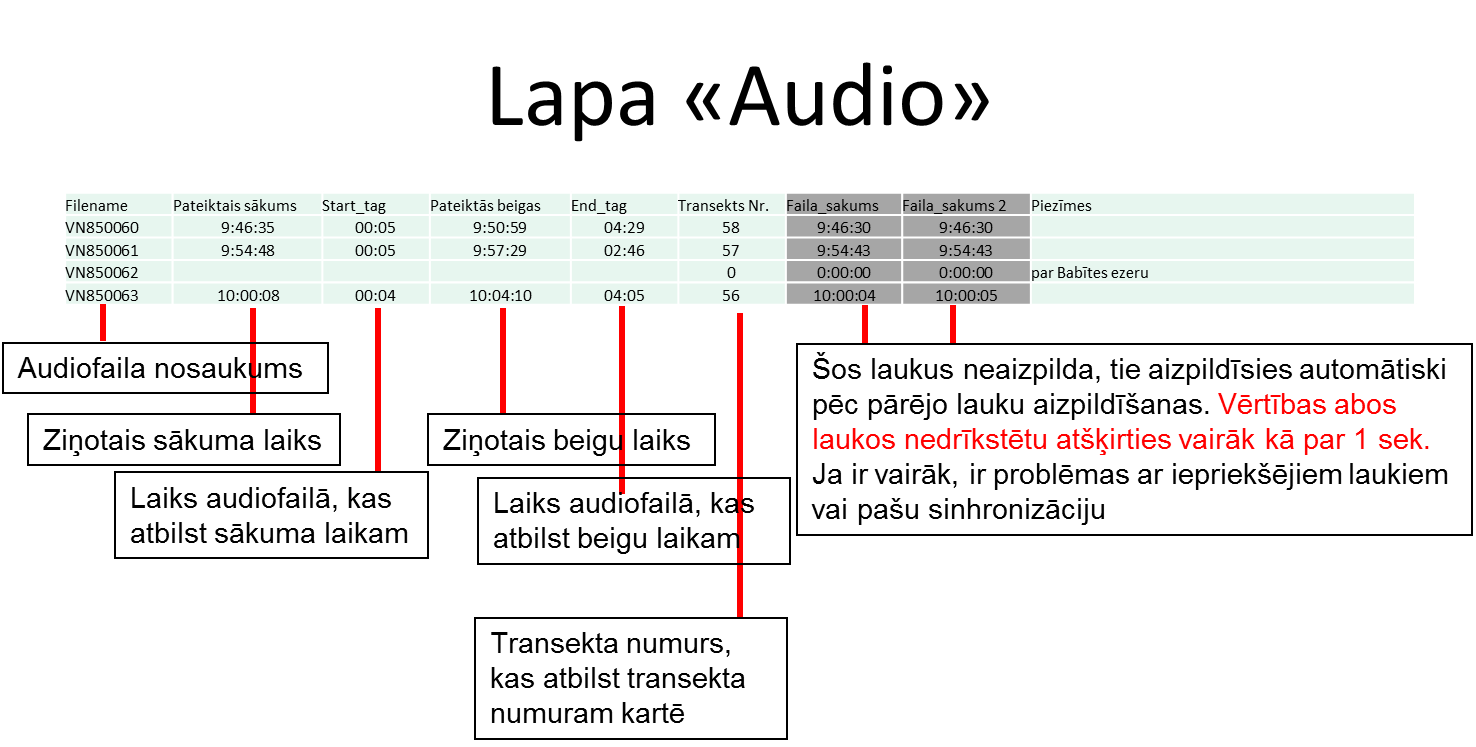 Lapa «Audio»
Filename Pateiktais sākums Start_tag Pateiktās beigas End_tag Transekts Nr. Faila_sakums Faila_sakums 2 Piezīmes
VN850060 9:46:35 00:05 9:50:59 04:29 58 9:46:30 9:46:30
VN850061 9:54:48 00:05 9:57:29 02:46 57 9:54:43 9:54:43
VN850062 0 0:00:00 0:00:00 par Babītes ezeru
VN850063 10:00:08 00:04 10:04:10 04:05 56 10:00:04 10:00:05
Audiofaila nosaukums
Ziņotais sākuma laiks
Laiks audiofailā, kas
atbilst sākuma laikam
Ziņotais beigu laiks
Laiks audiofailā, kas
atbilst beigu laikam
Transekta numurs,
kas atbilst transekta
numuram kartē
Šos laukus neaizpilda, tie aizpildīsies automātiski
pēc pārējo lauku aizpildīšanas. Vērtības abos
laukos nedrīkstētu atšķirties vairāk kā par 1 sek.
Ja ir vairāk, ir problēmas ar iepriekšējiem laukiem
vai pašu sinhronizāciju